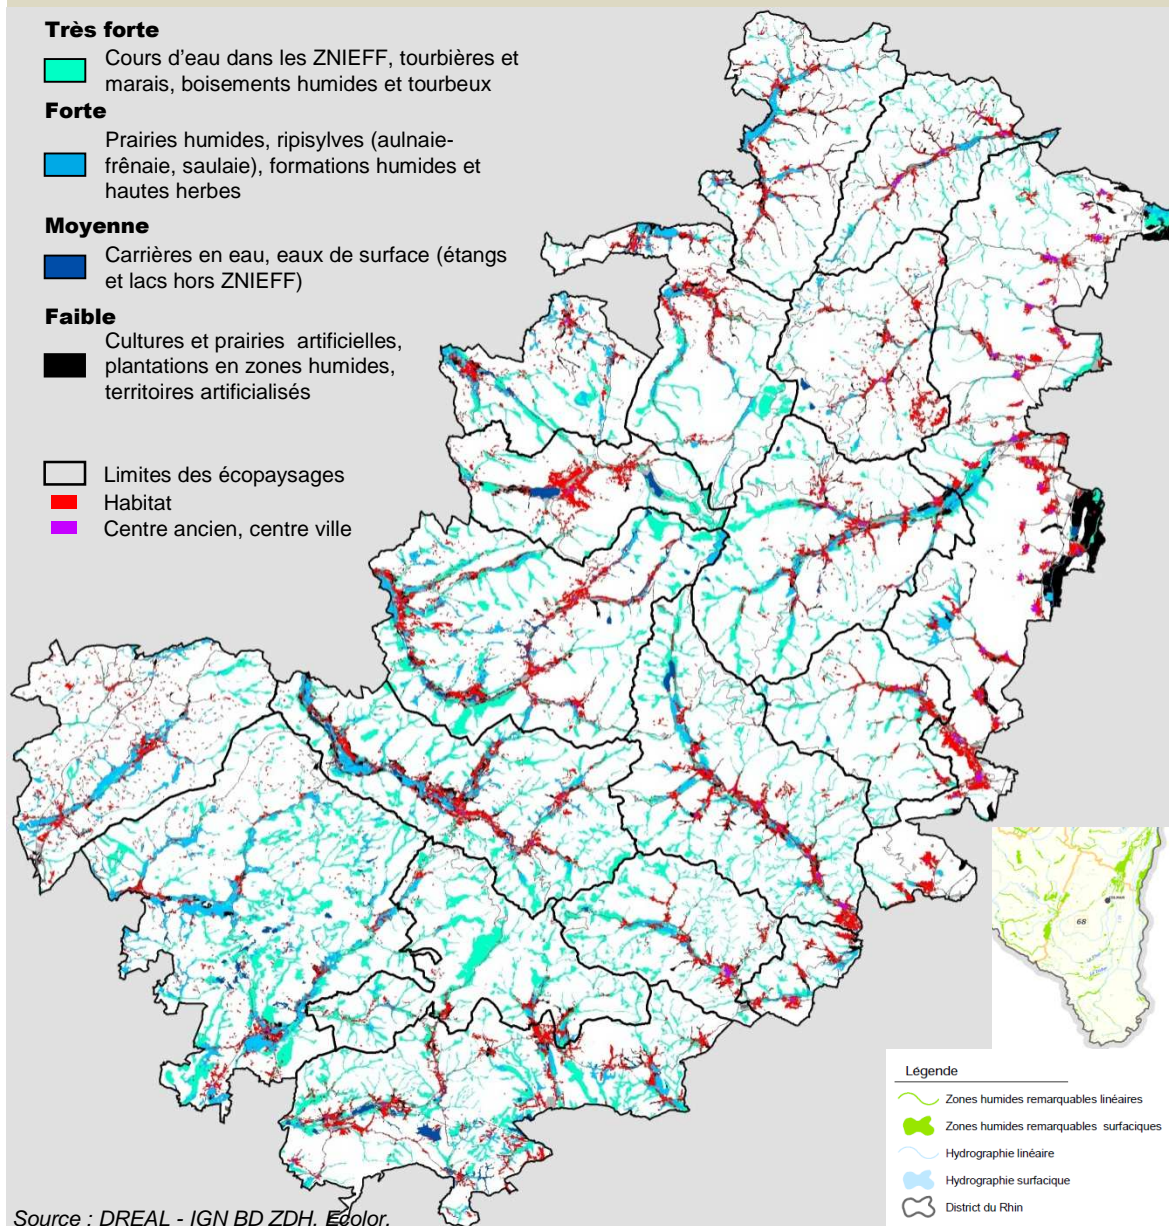 Très forte
Cours d'eau dans les ZNIEFF, tourbières et
marais, boisements humides et tourbeux
Forte
Prairies humides, ripisylves (aulnaie-
frênaie, saulaie), formations humides et
hautes herbes
Moyenne
Carrières en eau, eaux de surface (étangs
et lacs hors ZNIEFF)
Faible
Cultures et prairies artificielles,
plantations en zones humides,
territoires artificialisés
Limites des écopaysages
Habitat
Centre ancien, centre ville
68
Légende
Zones humides remarquables linéaires
Zones humides remarquables surfaciques
Hydrographie linéaire
Hydrographie surfacique
District du Rhin
Source : DREAL - IGN BD ZDH, Ecolor.